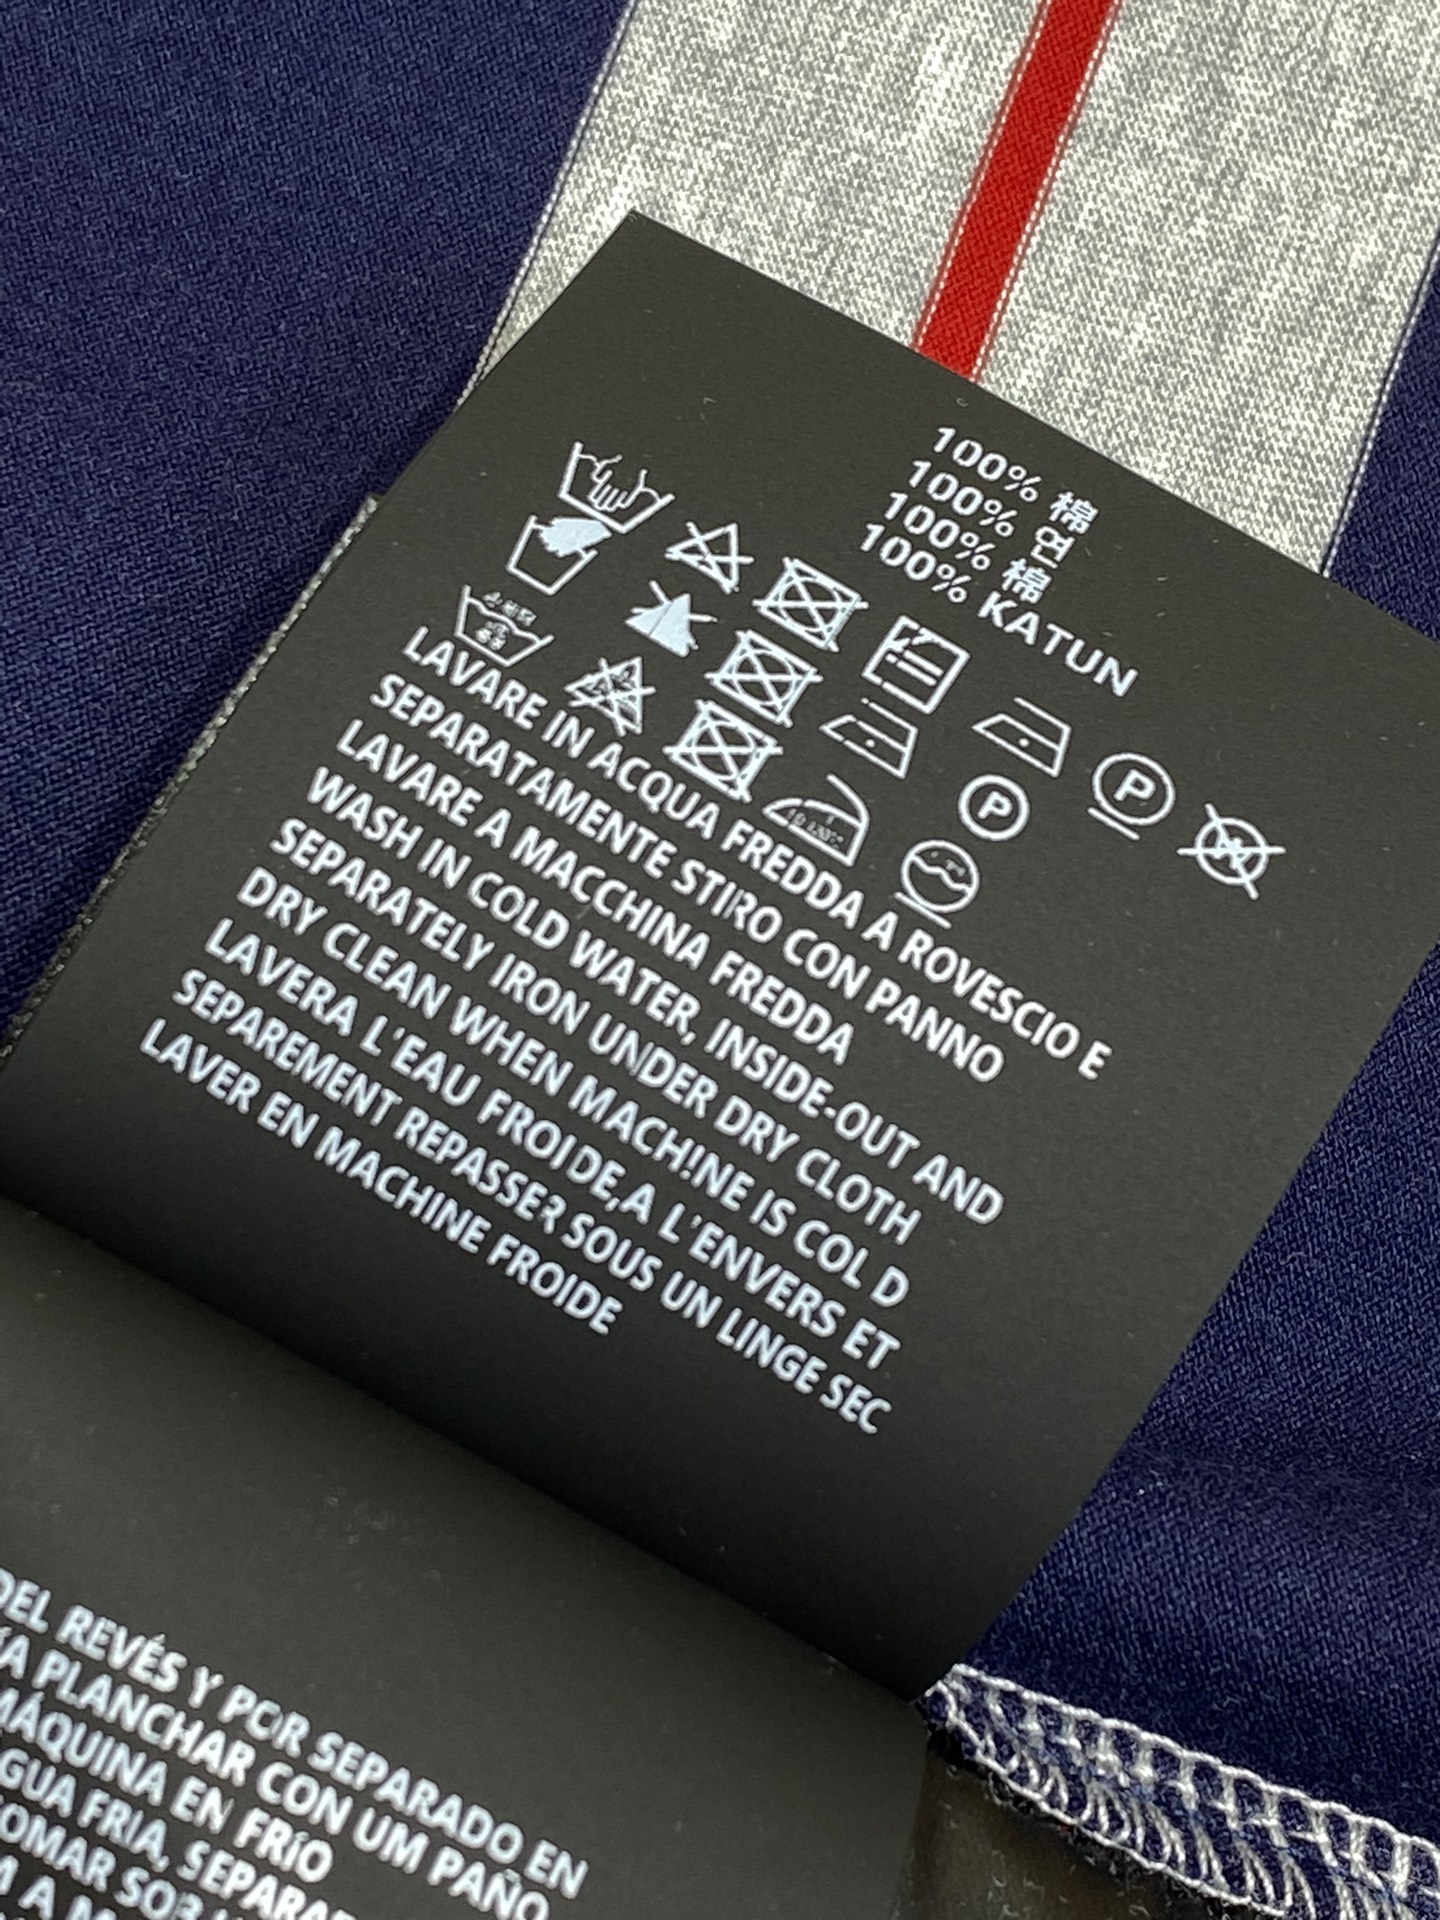 100% 棉
100% 면
100% 棉
100% KATUN
P
P
LAVARE IN ACQUA FREDDA A ROVESCIO E
SEPARATAMENTE STIRO CON PANNO
LAVARE A MACCHINA FREDDA
WASH IN COLD WATER, INSIDE-OUT AND
SEPARATELY IRON UNDER DRY CLOTH
DRY CLEAN WHEN MACH!NE IS COL D
LAVERA L'EAU FROIDE,A L'ENVERS ET
SEPAREMENT REPASSER SOUS UN LINGE SEC
LAVER EN MACHINE FROIDE
DEL REVÉS Y POR SEPARADO EN
PLANCHAR CON UM PAÑO
MÁQUINA EN FRíO
FRIA,